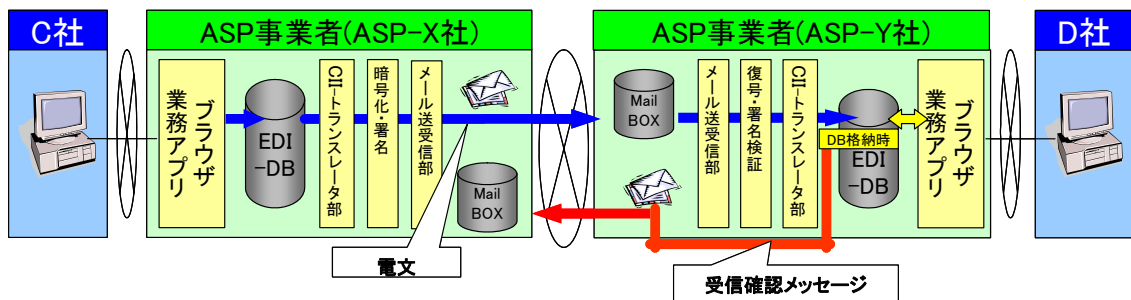 C社
ASP事業者(ASP-X社)
ASP事業者(ASP-Y社)
D社
ブラウザ
業務アプリ
EDI
-DB
CII-トランスレータ部
暗号化・署名
メール送受信部
Mail
BOX
Mail
BOX
メール送受信部
復号・署名検証
CII-トランスレータ部
DB格納時
EDI
-DB
ブラウザ
業務アプリ
電文
受信確認メッセージ